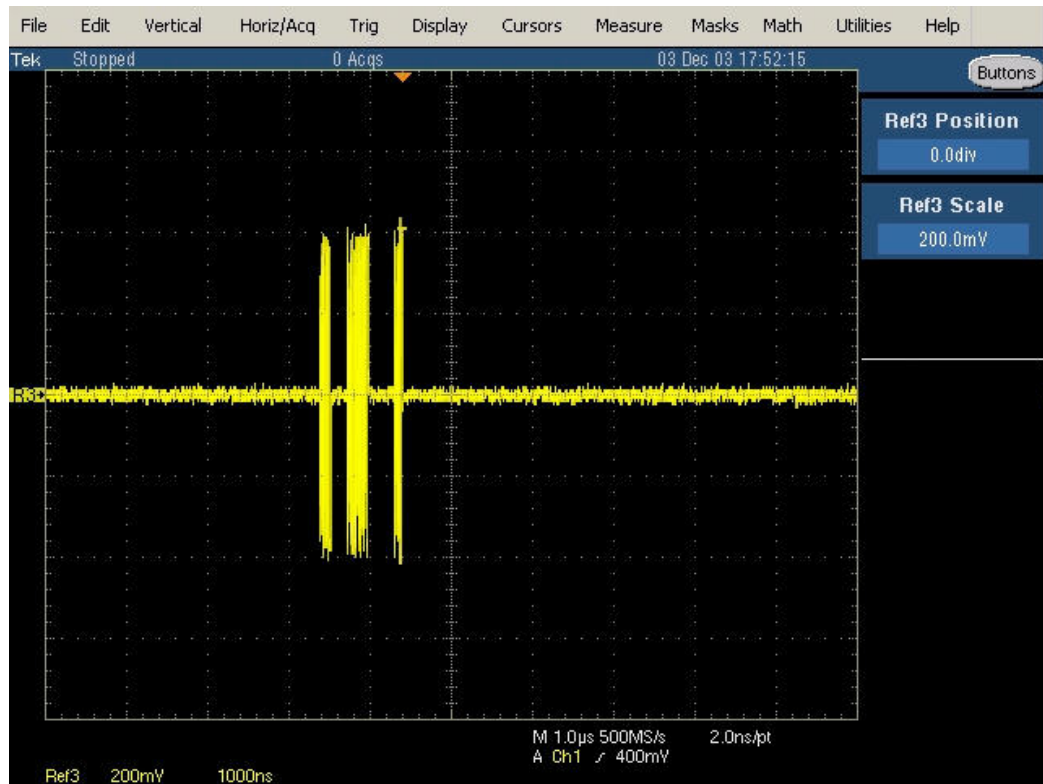 File Edit Vertical Horiz/Acq Trig Display Cursors Measure Masks Math Utilities Help
Tek Stopped 0 Acqs 03 Dec 03 17:52:15
Buttons
Ref3 Position
0.0div
Ref3 Scale
200.0mV
R3
M 1.0µs 500MS/s 2.0ns/pt
A Ch1 400mV
Ref3 200mV 1000ns